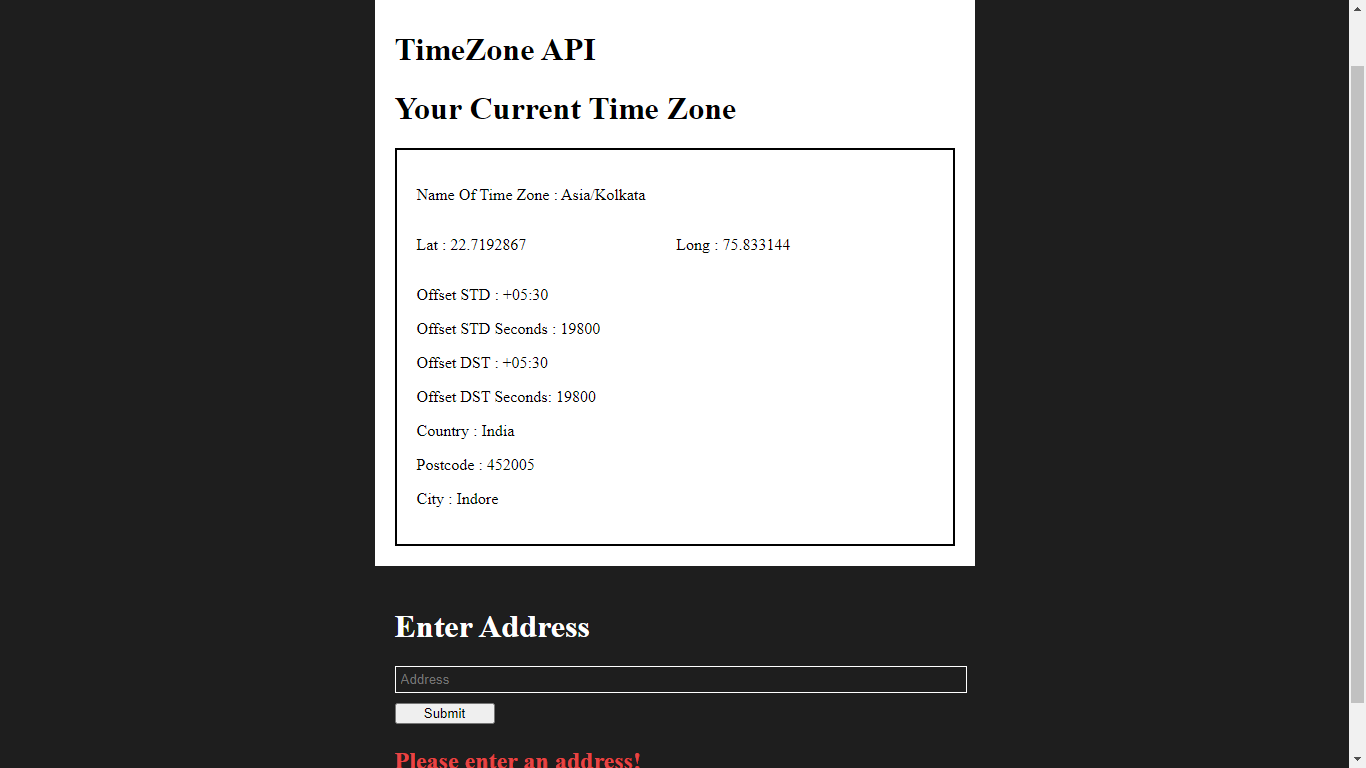 TimeZone API
Your Current Time Zone
Name Of Time Zone : Asia/Kolkata
Lat : 22.7192867 Long : 75.833144
Offset STD : +05:30
Offset STD Seconds : 19800
Offset DST : +05:30
Offset DST Seconds: 19800
Country : India
Postcode : 452005
City : Indore
Enter Address
Address
Submit
Please enter an address!